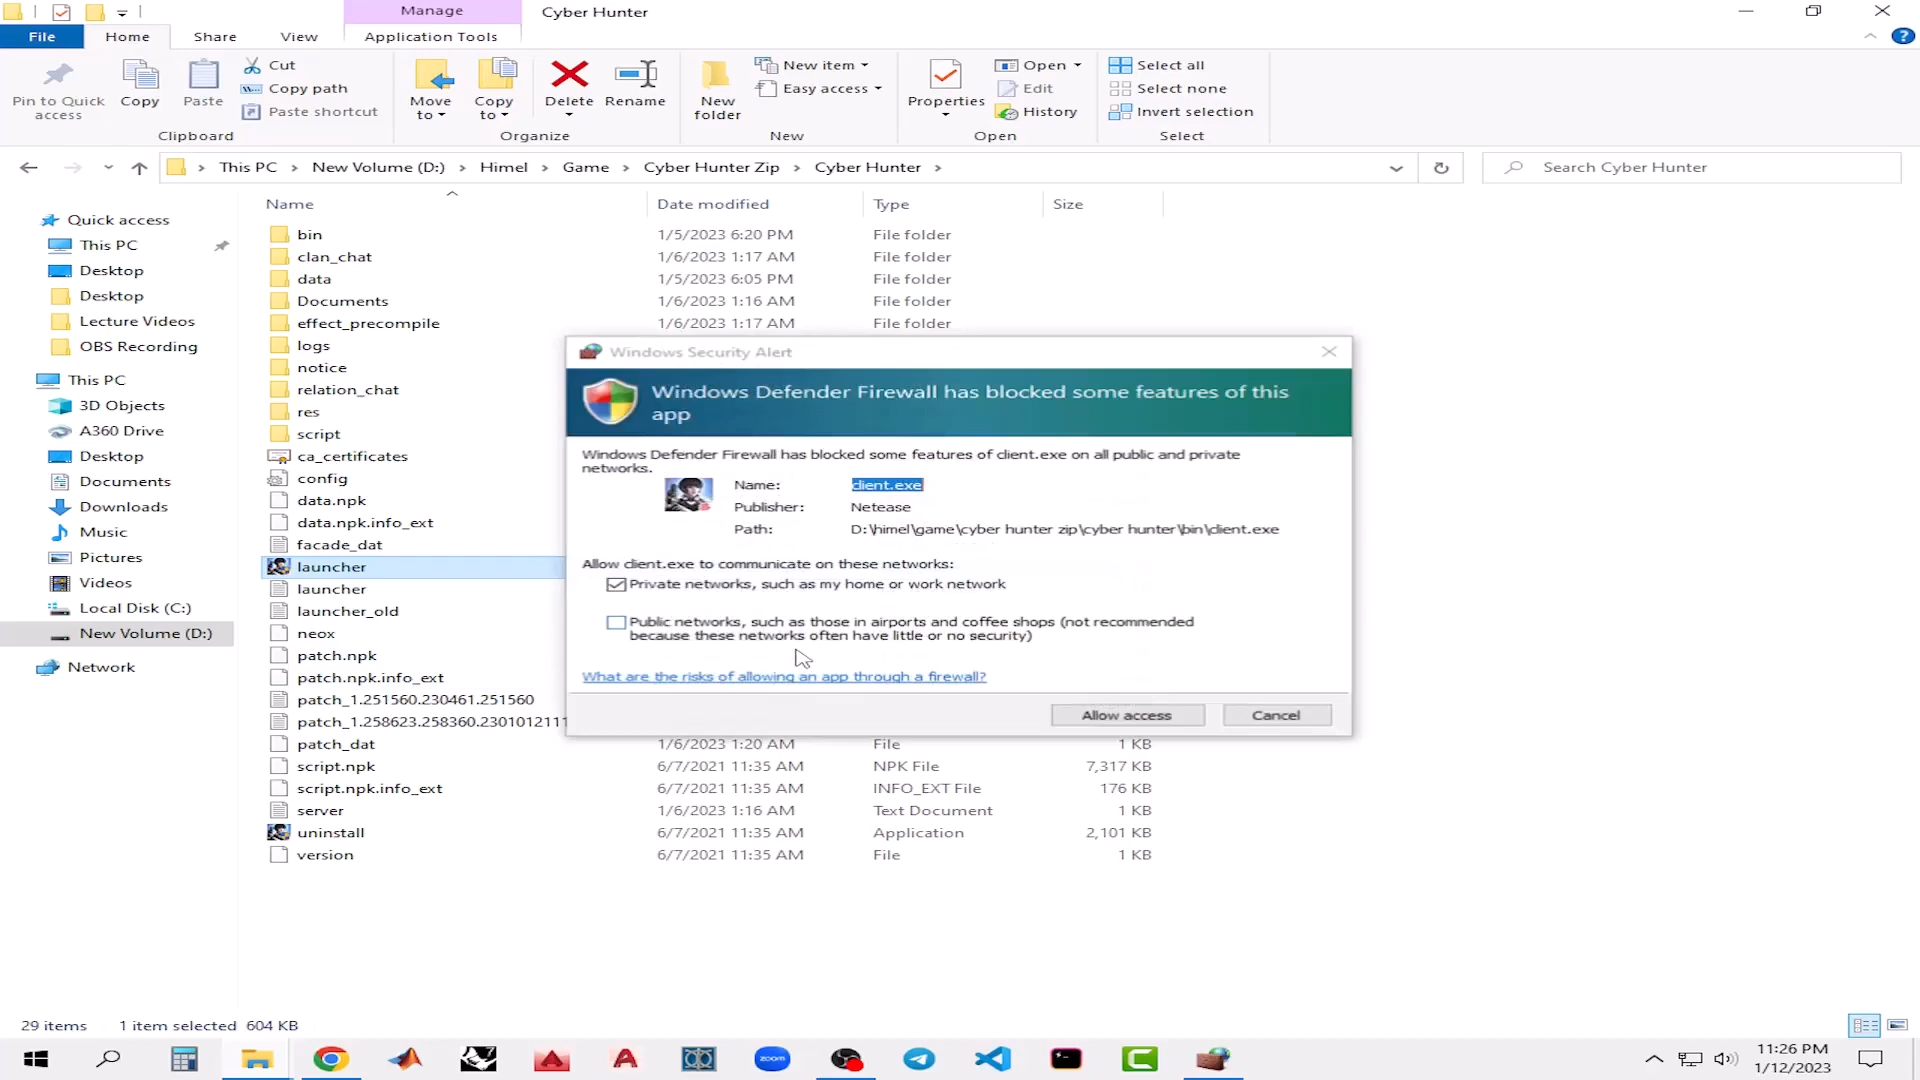 Manage
Cyber Hunter
File
Home
Share
View
Application Tools
Pin to Quick access
Copy
Paste
Cut
Copy path
Paste shortcut
Clipboard
Move to
Copy to
Delete
Rename
Organize
New folder
New item
Easy access
New
Properties
Open
Edit
History
Open
Select all
Select none
Invert selection
Select
This PC > New Volume (D:) > Himel > Game > Cyber Hunter Zip > Cyber Hunter >
Search Cyber Hunter
Name
Date modified
Type
Size
Quick access
This PC
Desktop
Desktop
Lecture Videos
OBS Recording
This PC
3D Objects
A360 Drive
Desktop
Documents
Downloads
Music
Pictures
Videos
Local Disk (C:)
New Volume (D:)
Network
bin 1/5/2023 6:20 PM File folder
clan_chat 1/6/2023 1:17 AM File folder
data 1/5/2023 6:05 PM File folder
Documents 1/6/2023 1:16 AM File folder
effect_precompile 1/6/2023 1:17 AM File folder
logs
notice
relation_chat
res
script
ca_certificates
config
data.npk
data.npk.info_ext
facade_dat
launcher
launcher
launcher_old
neox
patch.npk
patch.npk.info_ext
patch_1.251560.230461.251560
patch_1.258623.258360.2301012111
patch_dat 1/6/2023 1:20 AM File 1 KB
script.npk 6/7/2021 11:35 AM NPK File 7,317 KB
script.npk.info_ext 6/7/2021 11:35 AM INFO_EXT File 176 KB
server 1/6/2023 1:16 AM Text Document 1 KB
uninstall 6/7/2021 11:35 AM Application 2,101 KB
version 6/7/2021 11:35 AM File 1 KB
Windows Security Alert
Windows Defender Firewall has blocked some features of this
app
Windows Defender Firewall has blocked some features of client.exe on all public and private
networks.
Name: client.exe
Publisher: Netease
Path: D:\himel\game\cyber hunter zip\cyber hunter\bin\client.exe
Allow client.exe to communicate on these networks:
Private networks, such as my home or work network
Public networks, such as those in airports and coffee shops (not recommended
because these networks often have little or no security)
What are the risks of allowing an app through a firewall?
Allow access
Cancel
29 items
1 item selected 604 KB
zoom
11:26 PM
1/12/2023